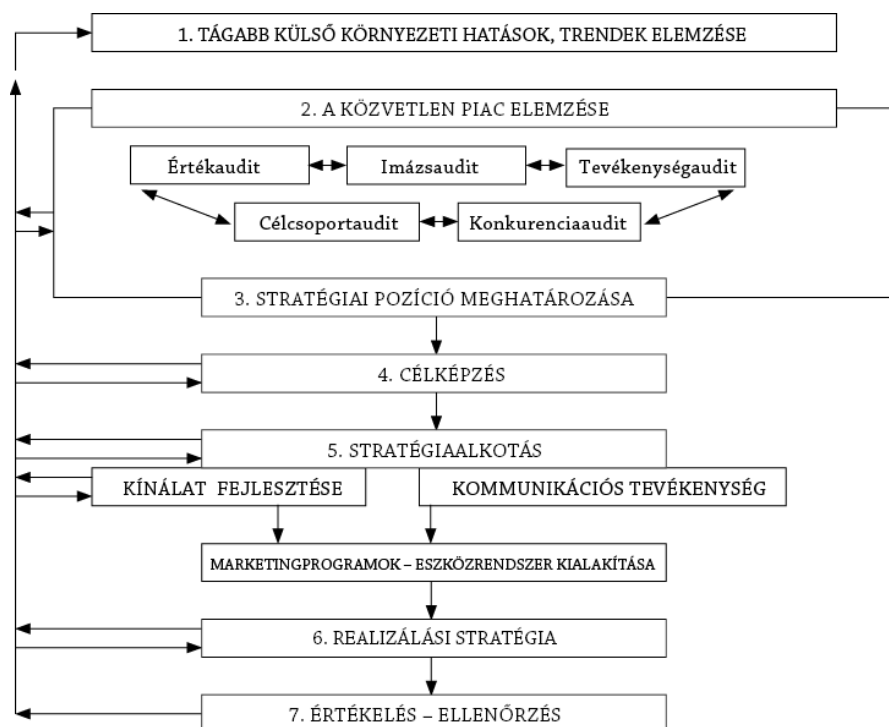 1. TÁGABB KÜLSŐ KÖRNYEZETI HATÁSOK, TRENDEK ELEMZÉSE
2. A KÖZVETLEN PIAC ELEMZÉSE
Értékaudit
Imázsaudit
Tevékenységaudit
Célcsoportaudit
Konkurenciaaudit
3. STRATÉGIAI POZÍCIÓ MEGHATÁROZÁSA
4. CÉLKÉPZÉS
5. STRATÉGIAALKOTÁS
KÍNÁLAT FEJLESZTÉSE
KOMMUNIKÁCIÓS TEVÉKENYSÉG
MARKETINGPROGRAMOK – ESZKÖZRENDSZER KIALAKÍTÁSA
6. REALIZÁLÁSI STRATÉGIA
7. ÉRTÉKELÉS – ELLENŐRZÉS